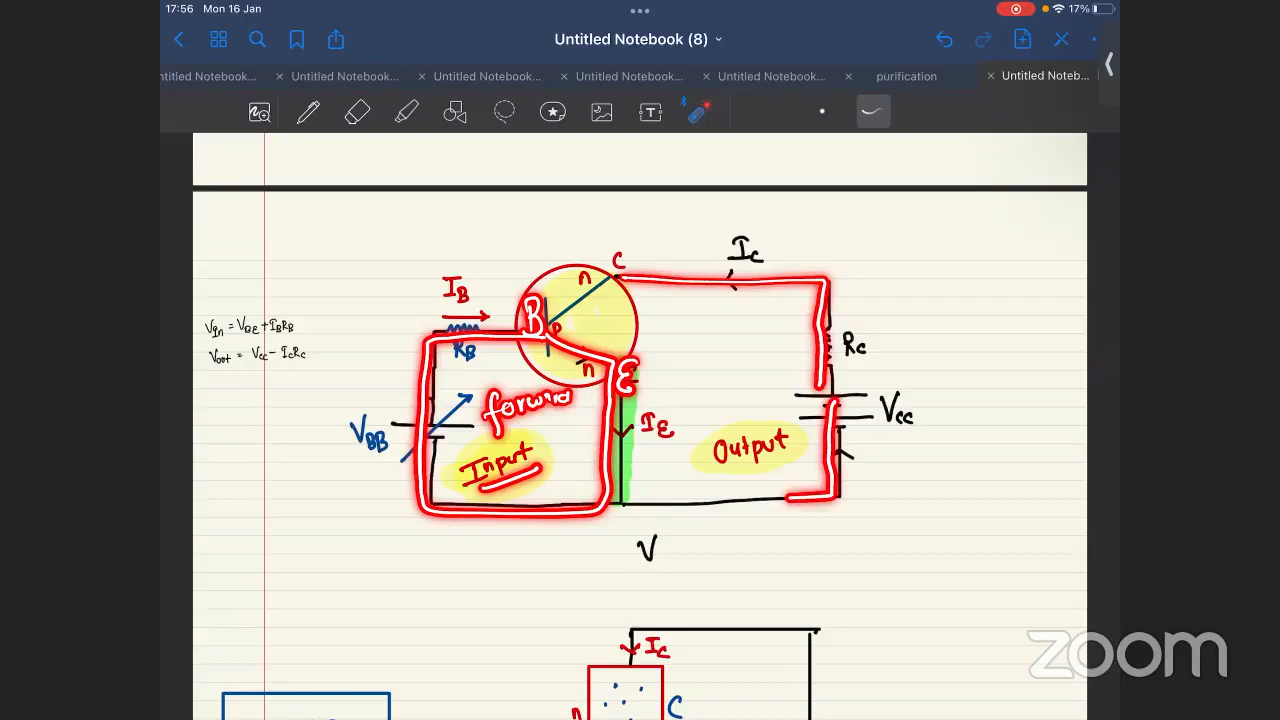 17:56 Mon 16 Jan
17%
Untitled Notebook (8)
ntitled Notebook...
Untitled Notebook...
Untitled Notebook...
Untitled Notebook...
Untitled Notebook...
purification
Untitled Noteb...
T
IC
C
n
IB
B
P
RB
n
E
VIn = VBE + IBRB
Vout = VCC - ICRC
RC
forward
VBB
Input
IE
Output
VCC
V
IC
C
n
zoom